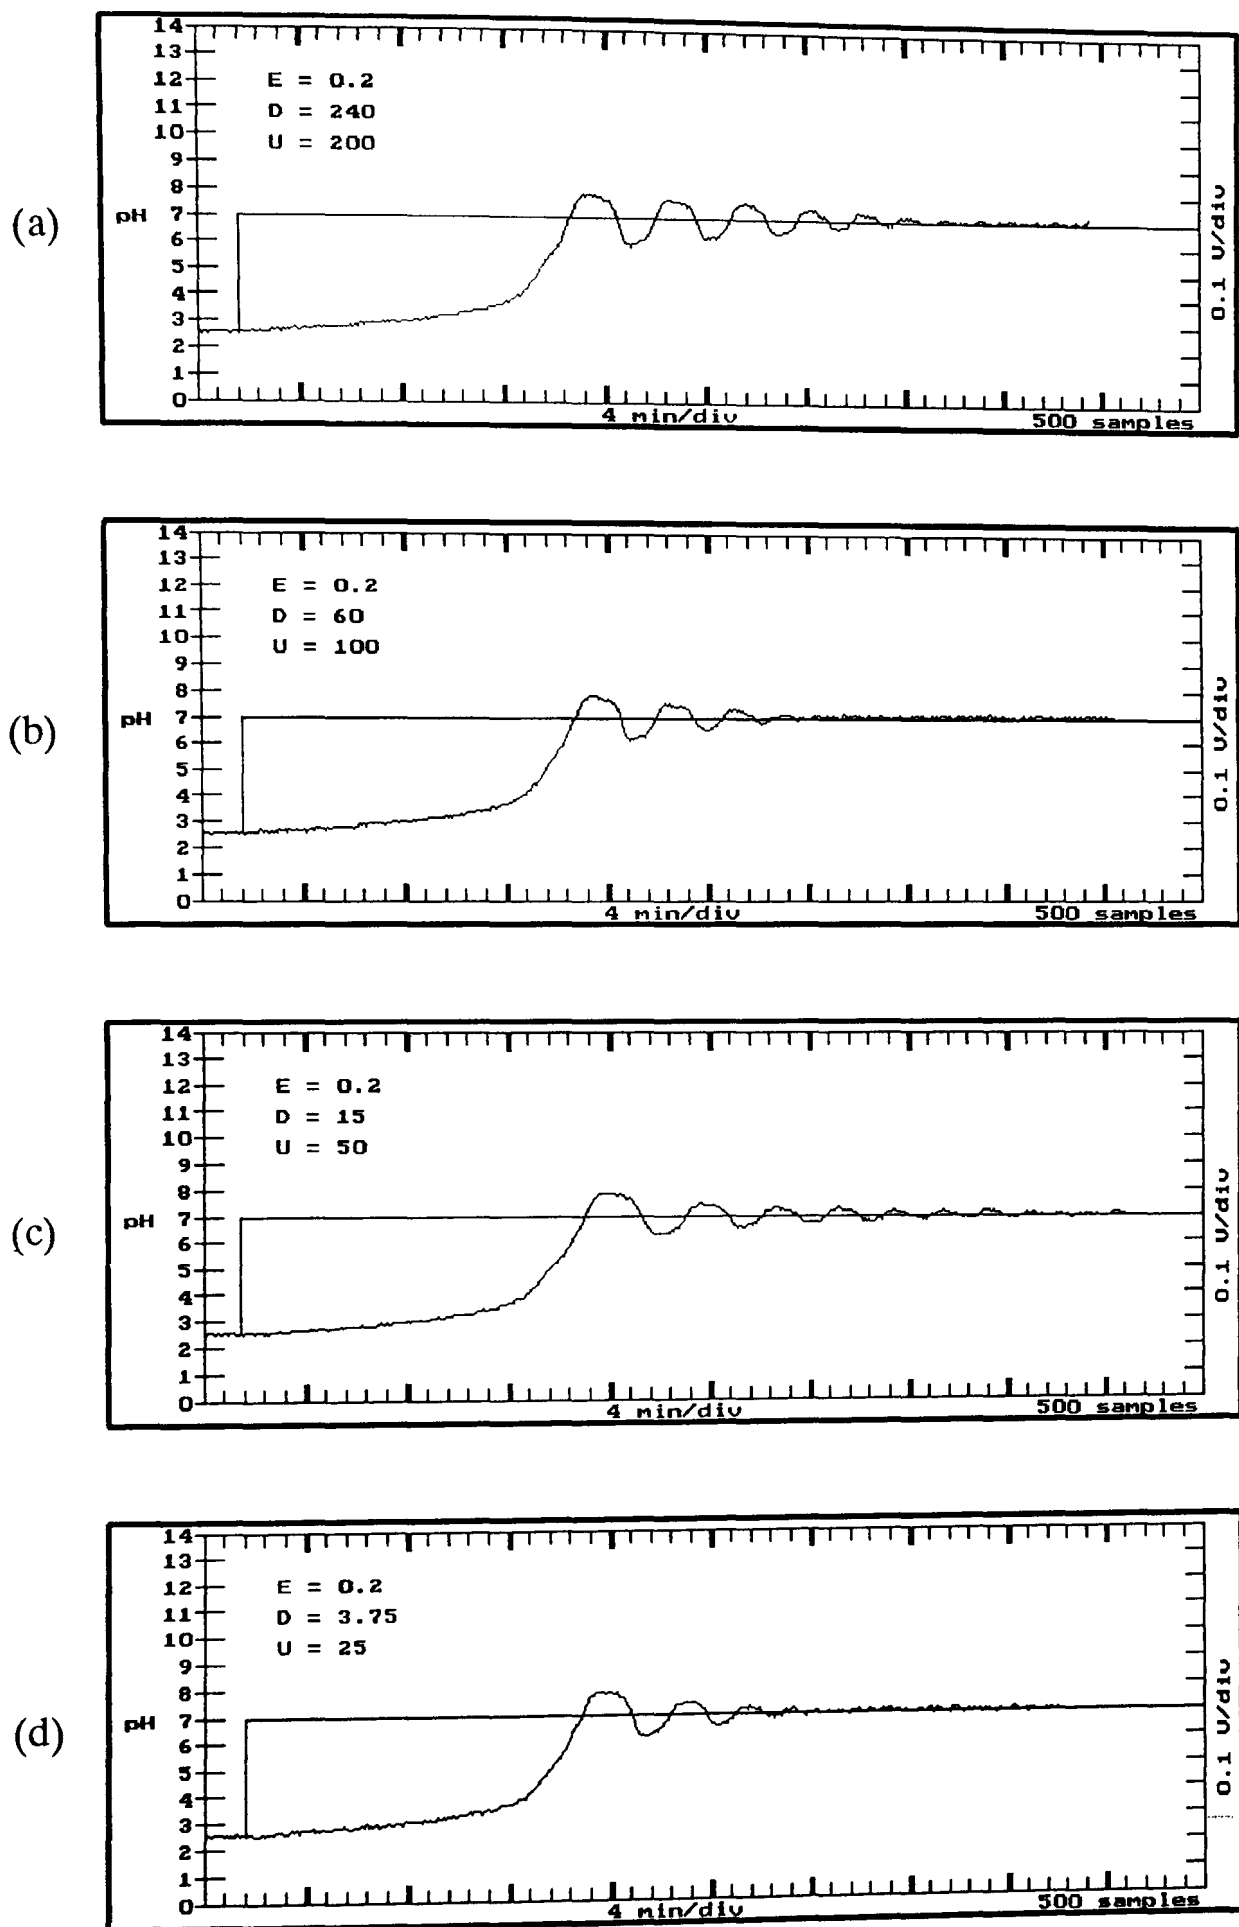 (a)
14
13
12
11
10
9
8
pH 7
6
5
4
3
2
1
0
E = 0.2
D = 240
U = 200
0.1 U/div
4 min/div
500 samples
(b)
14
13
12
11
10
9
8
pH 7
6
5
4
3
2
1
0
E = 0.2
D = 60
U = 100
0.1 U/div
4 min/div
500 samples
(c)
14
13
12
11
10
9
8
pH 7
6
5
4
3
2
1
0
E = 0.2
D = 15
U = 50
0.1 U/div
4 min/div
500 samples
(d)
14
13
12
11
10
9
8
pH 7
6
5
4
3
2
1
0
E = 0.2
D = 3.75
U = 25
0.1 U/div
4 min/div
500 samples